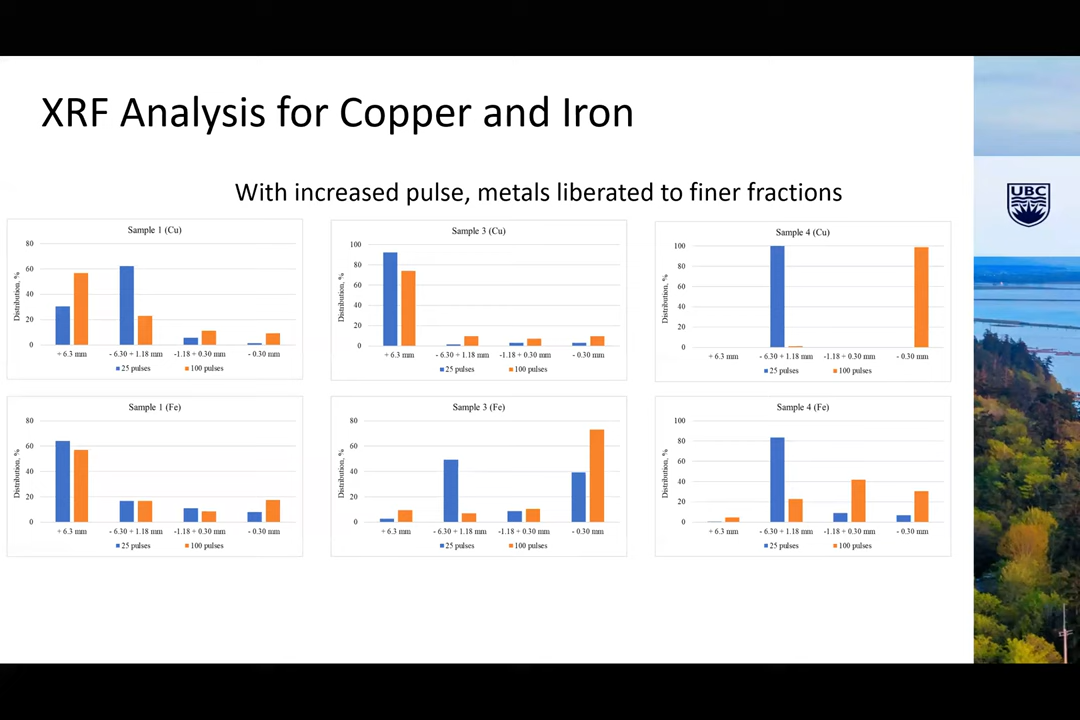 XRF Analysis for Copper and Iron
UBC
With increased pulse, metals liberated to finer fractions
Sample 1 (Cu)
Distribution, %
80
60
40
20
0
+ 6.3 mm
- 6.30 + 1.18 mm
-1.18 + 0.30 mm
- 0.30 mm
25 pulses
100 pulses
Sample 3 (Cu)
Distribution, %
100
80
60
40
20
0
+ 6.3 mm
- 6.30 + 1.18 mm
-1.18 + 0.30 mm
- 0.30 mm
25 pulses
100 pulses
Sample 4 (Cu)
Distribution, %
100
80
60
40
20
0
+ 6.3 mm
- 6.30 + 1.18 mm
-1.18 + 0.30 mm
- 0.30 mm
25 pulses
100 pulses
Sample 1 (Fe)
Distribution, %
80
60
40
20
0
+ 6.3 mm
- 6.30 + 1.18 mm
-1.18 + 0.30 mm
- 0.30 mm
25 pulses
100 pulses
Sample 3 (Fe)
Distribution, %
80
60
40
20
0
+ 6.3 mm
- 6.30 + 1.18 mm
-1.18 + 0.30 mm
- 0.30 mm
25 pulses
100 pulses
Sample 4 (Fe)
Distribution, %
100
80
60
40
20
0
+ 6.3 mm
- 6.30 + 1.18 mm
-1.18 + 0.30 mm
- 0.30 mm
25 pulses
100 pulses